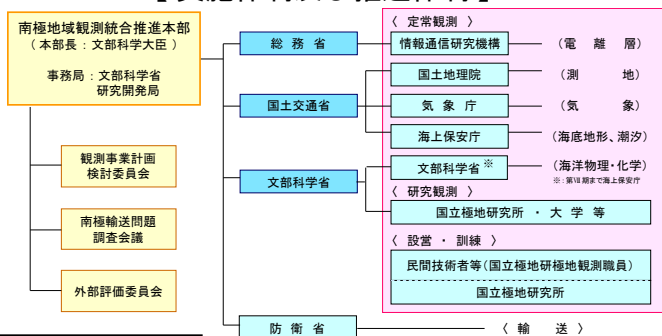 南極地域観測統合推進本部
(本部長：文部科学大臣)
事務局：文部科学省
研究開発局
観測事業計画
検討委員会
南極輸送問題
調査会議
外部評価委員会
総務省
国土交通省
文部科学省
防衛省
〈 定常観測 〉
情報通信研究機構
(電離層)
国土地理院
(測地)
気象庁
(気象)
海上保安庁
(海底地形、潮汐)
文部科学省※
(海洋物理・化学)
※：第Ⅶ期まで海上保安庁
〈 研究観測 〉
国立極地研究所 ・ 大学等
〈 設営 ・ 訓練 〉
民間技術者等(国立極地研極地観測職員)
国立極地研究所
〈 輸送 〉